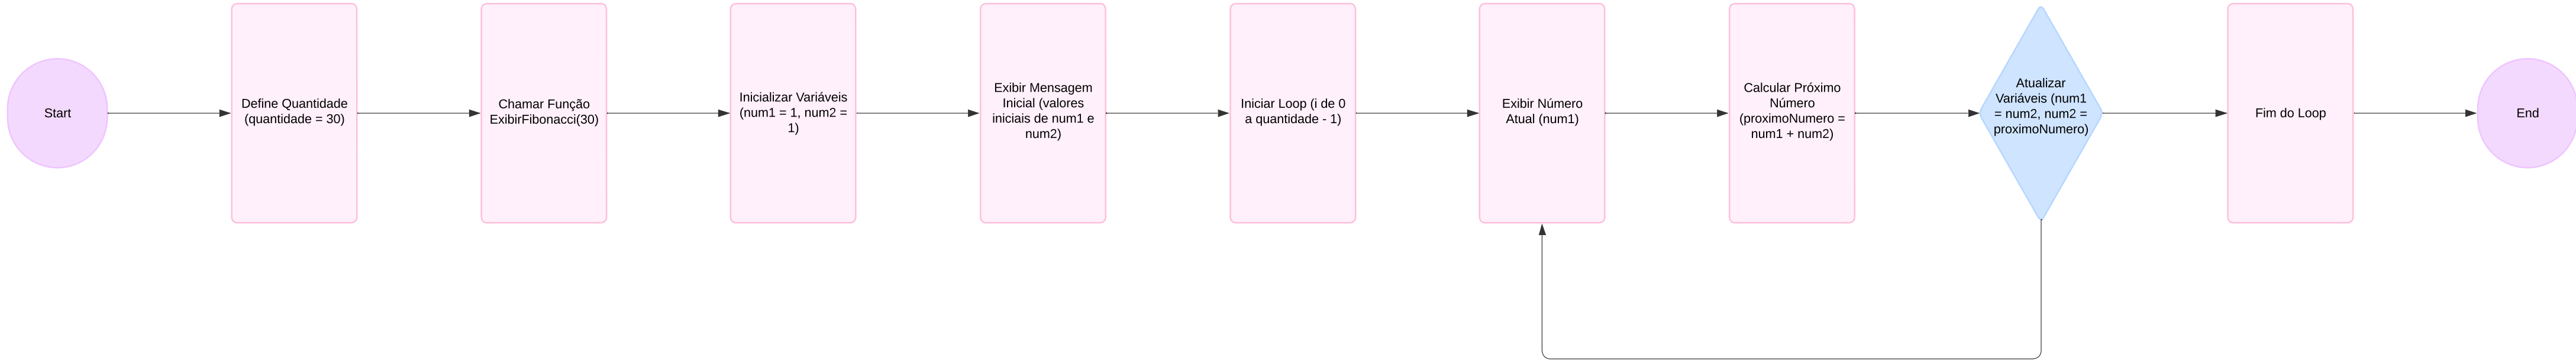 Start
Define Quantidade
(quantidade = 30)
Chamar Função
ExibirFibonacci(30)
Inicializar Variáveis
(num1 = 1, num2 =
1)
Exibir Mensagem
Inicial (valores
iniciais de num1 e
num2)
Iniciar Loop (i de 0
a quantidade - 1)
Exibir Número
Atual (num1)
Calcular Próximo
Número
(proximoNumero =
num1 + num2)
Atualizar
Variáveis (num1
= num2, num2 =
proximoNumero)
Fim do Loop
End